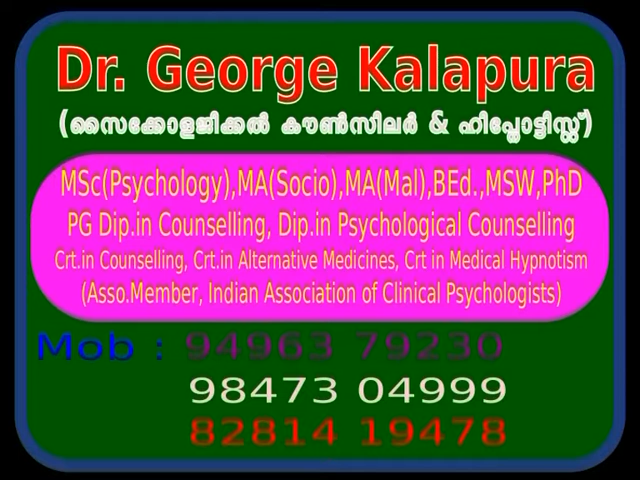 Dr. George Kalapura
(സൈക്കോളജിക്കൽ കൗൺസിലർ & ഹിപ്നോട്ടിസ്റ്റ്)
MSc(Psychology),MA(Socio),MA(Mal),BEd.,MSW,PhD
PG Dip.in Counselling, Dip.in Psychological Counselling
Crt.in Counselling, Crt.in Alternative Medicines, Crt in Medical Hypnotism
(Asso.Member, Indian Association of Clinical Psychologists)
Mob : 94963 79230
98473 04999
82814 19478